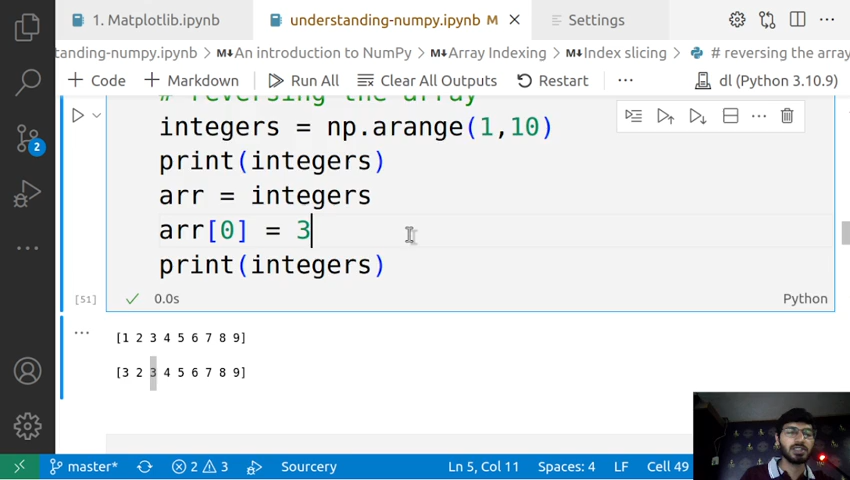 1. Matplotlib.ipynb
understanding-numpy.ipynb M
Settings
tanding-numpy.ipynb > An introduction to NumPy > Array Indexing > Index slicing > # reversing the array
+ Code + Markdown Run All Clear All Outputs Restart ... dl (Python 3.10.9)
# reversing the array
integers = np.arange(1,10)
print(integers)
arr = integers
arr[0] = 3
print(integers)
[51] 0.0s Python
[1 2 3 4 5 6 7 8 9]
[3 2 3 4 5 6 7 8 9]
2
master* 2 3 Sourcery Ln 5, Col 11 Spaces: 4 LF Cell 49